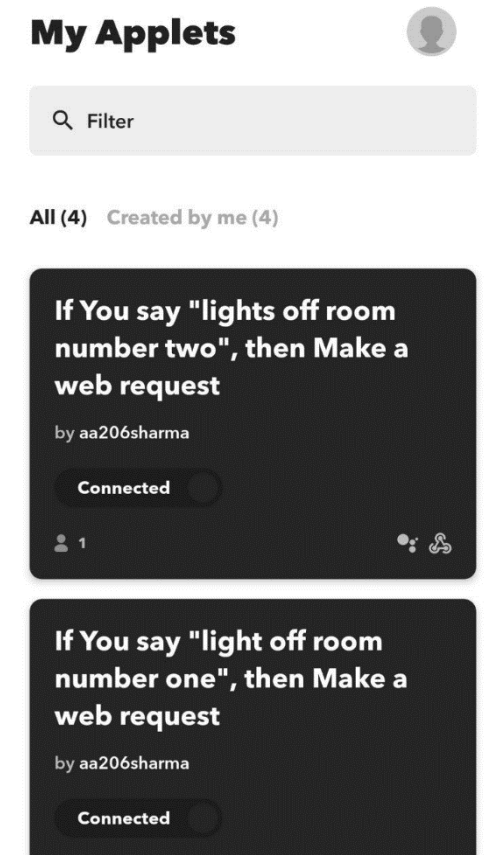 My Applets
Filter
All (4) Created by me (4)
If You say "lights off room
number two", then Make a
web request
by aa206sharma
Connected
1
If You say "light off room
number one", then Make a
web request
by aa206sharma
Connected